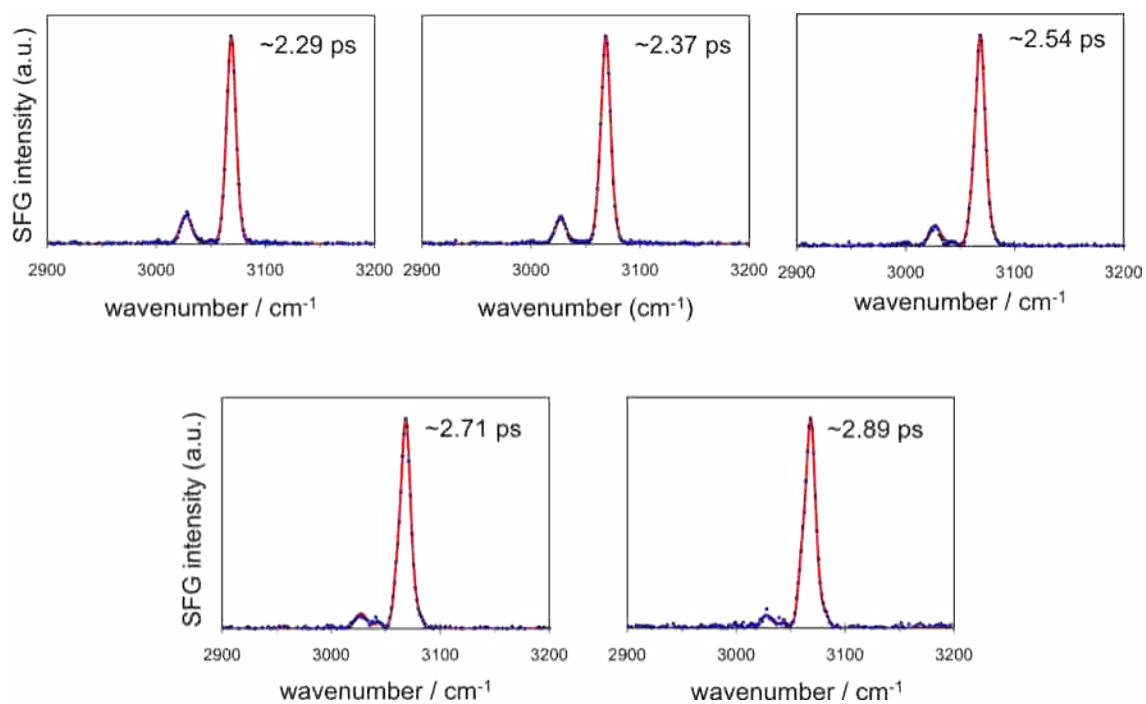 SFG intensity (a.u.)
~2.29 ps
2900 3000 3100 3200
wavenumber / cm⁻¹
~2.37 ps
2900 3000 3100 3200
wavenumber (cm⁻¹)
~2.54 ps
2900 3000 3100 3200
wavenumber / cm⁻¹
SFG intensity (a.u.)
~2.71 ps
2900 3000 3100 3200
wavenumber / cm⁻¹
~2.89 ps
2900 3000 3100 3200
wavenumber / cm⁻¹